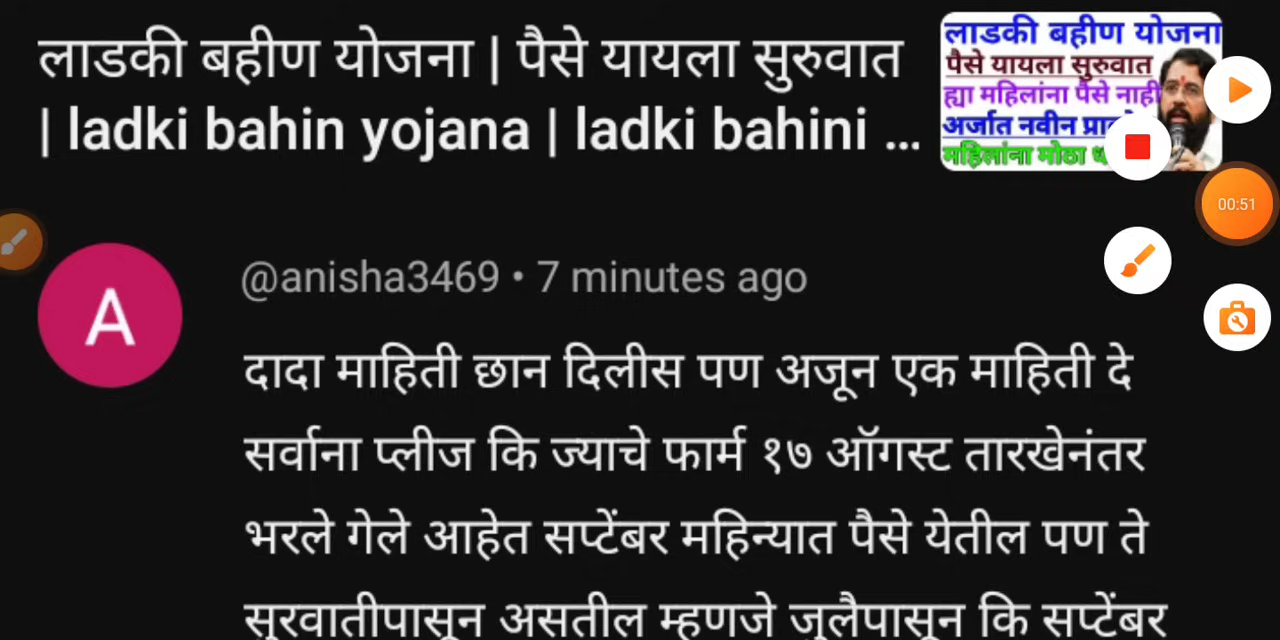 लाडकी बहीण योजना | पैसे यायला सुरुवात
| ladki bahin yojana | ladki bahini ...
लाडकी बहीण योजना
पैसे यायला सुरुवात
ह्या महिलांना पैसे नाही
अर्जात नवीन
महिलांना मोठा
00:51
A
@anisha3469 • 7 minutes ago
दादा माहिती छान दिलीस पण अजून एक माहिती दे
सर्वाना प्लीज कि ज्याचे फार्म १७ ऑगस्ट तारखेनंतर
भरले गेले आहेत सप्टेंबर महिन्यात पैसे येतील पण ते
सुरवातीपासून असतील म्हणजे जुलैपासून कि सप्टेंबर